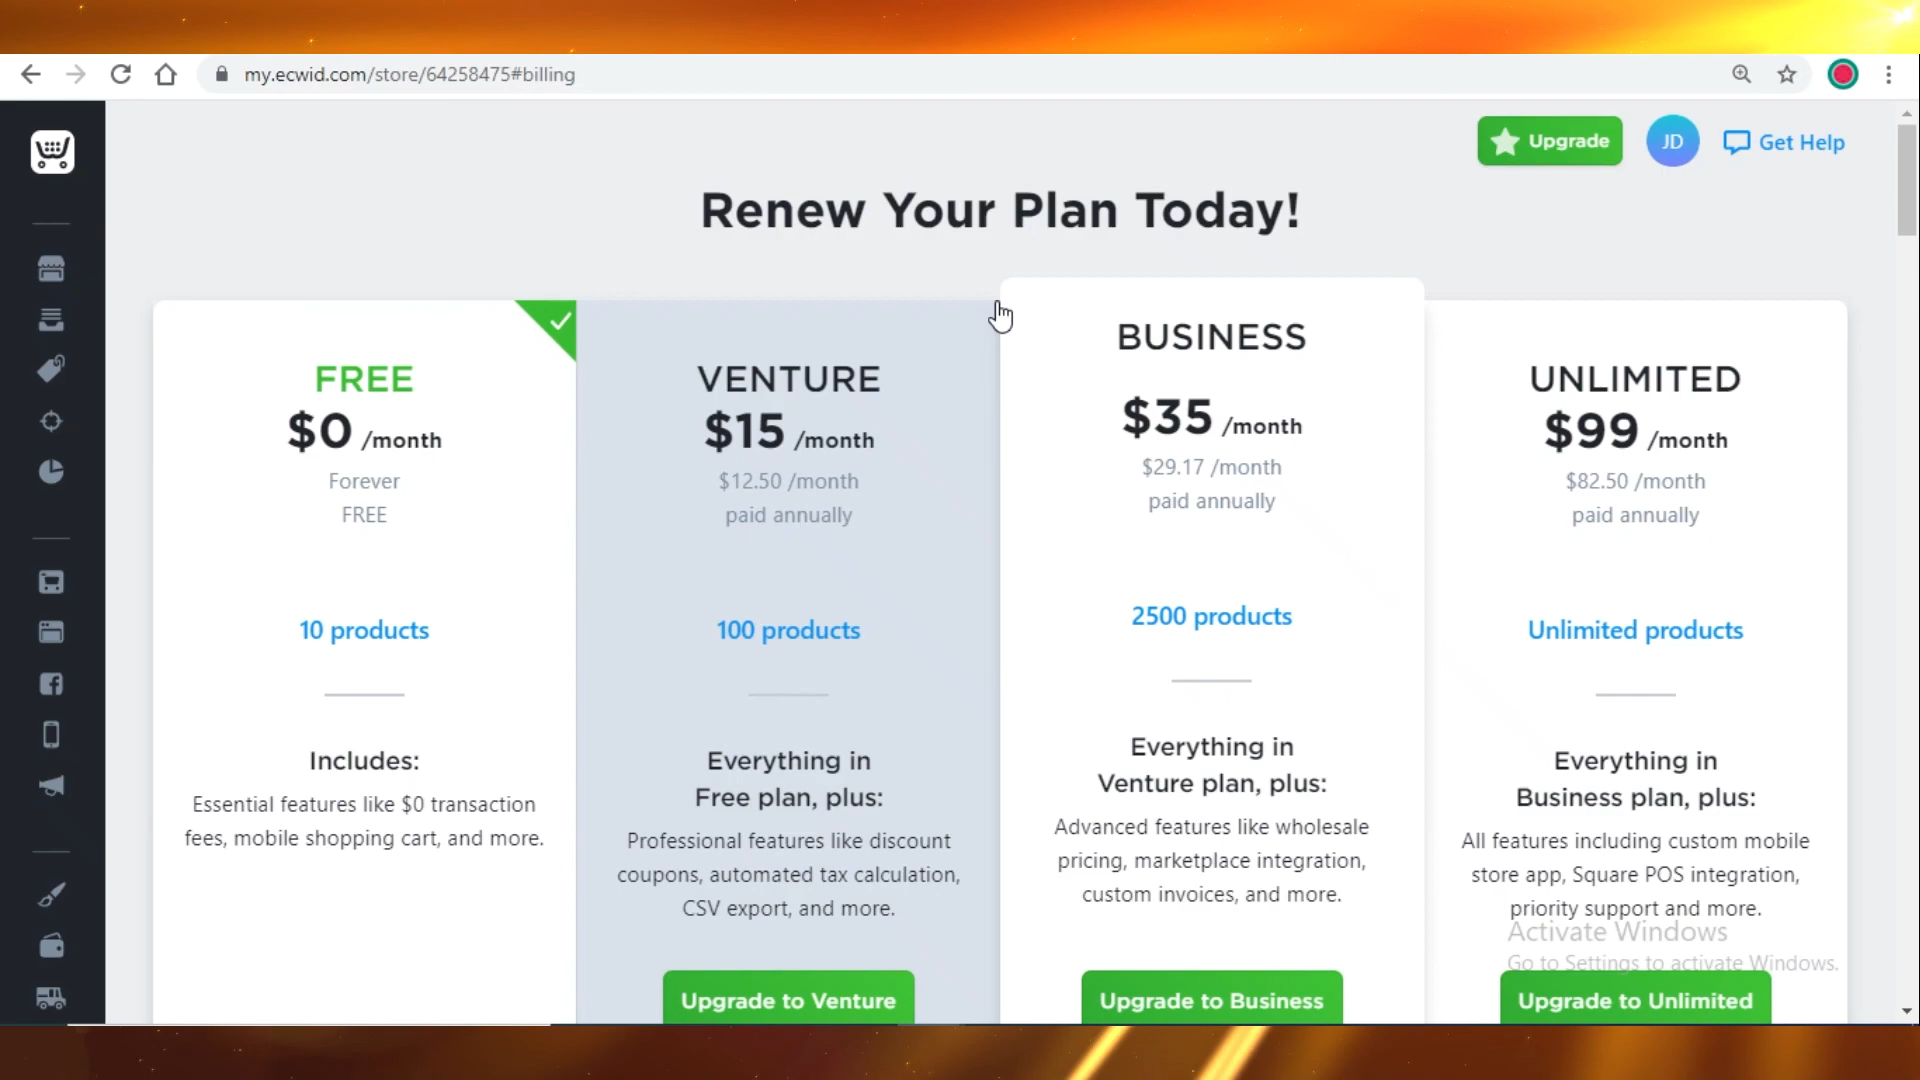 my.ecwid.com/store/64258475#billing
Upgrade
JD
Get Help
Renew Your Plan Today!
FREE
$0 /month
Forever
FREE
10 products
Includes:
Essential features like $0 transaction
fees, mobile shopping cart, and more.
VENTURE
$15 /month
$12.50 /month
paid annually
100 products
Everything in
Free plan, plus:
Professional features like discount
coupons, automated tax calculation,
CSV export, and more.
Upgrade to Venture
BUSINESS
$35 /month
$29.17 /month
paid annually
2500 products
Everything in
Venture plan, plus:
Advanced features like wholesale
pricing, marketplace integration,
custom invoices, and more.
Upgrade to Business
UNLIMITED
$99 /month
$82.50 /month
paid annually
Unlimited products
Everything in
Business plan, plus:
All features including custom mobile
store app, Square POS integration,
priority support and more.
Activate Windows
Go to Settings to activate Windows.
Upgrade to Unlimited